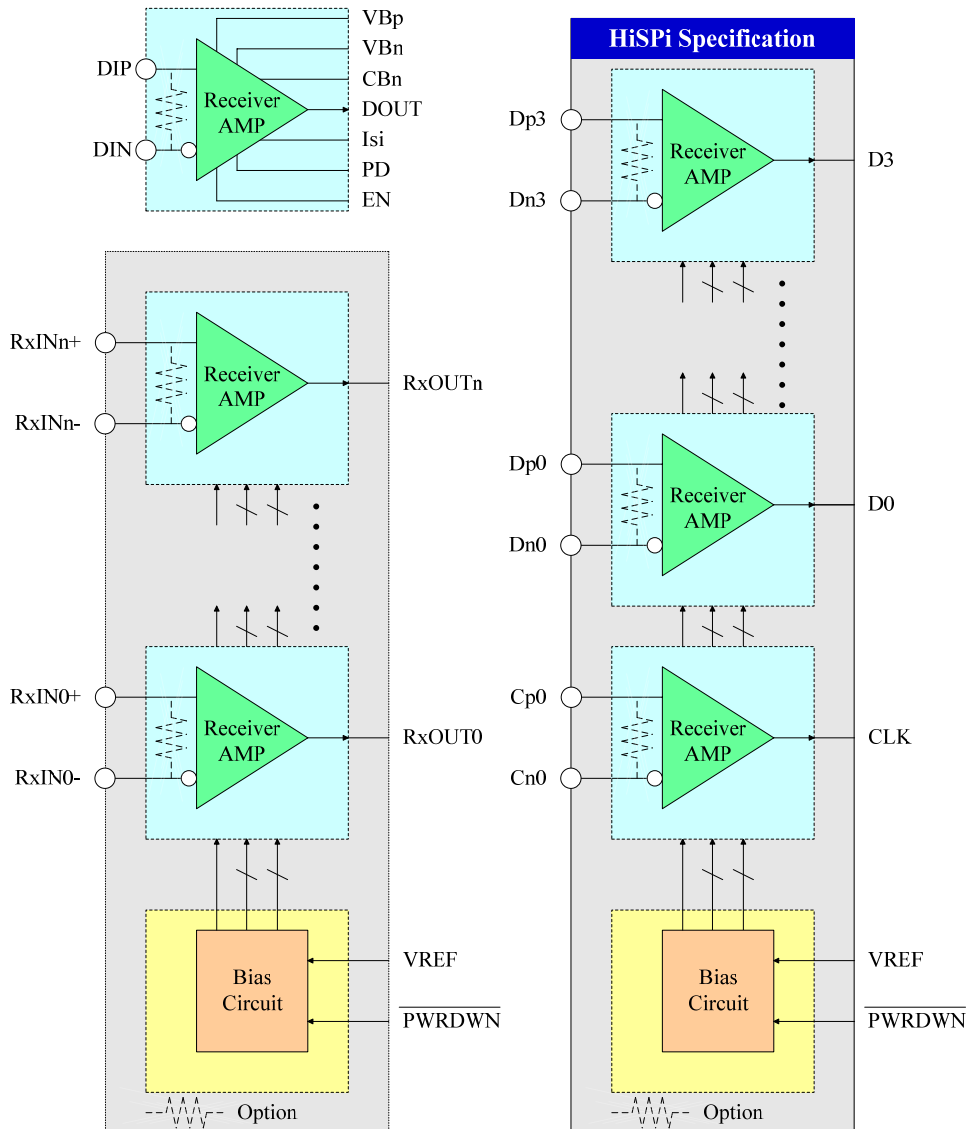 VBp
VBn
CBn
DOUT
Isi
PD
EN
DIP
DIN
Receiver
AMP
RxINn+
RxINn-
Receiver
AMP
RxOUTn
RxIN0+
RxIN0-
Receiver
AMP
RxOUT0
Bias
Circuit
VREF
PWRDWN
Option
HiSPi Specification
Dp3
Dn3
Receiver
AMP
D3
Dp0
Dn0
Receiver
AMP
D0
Cp0
Cn0
Receiver
AMP
CLK
Bias
Circuit
VREF
PWRDWN
Option